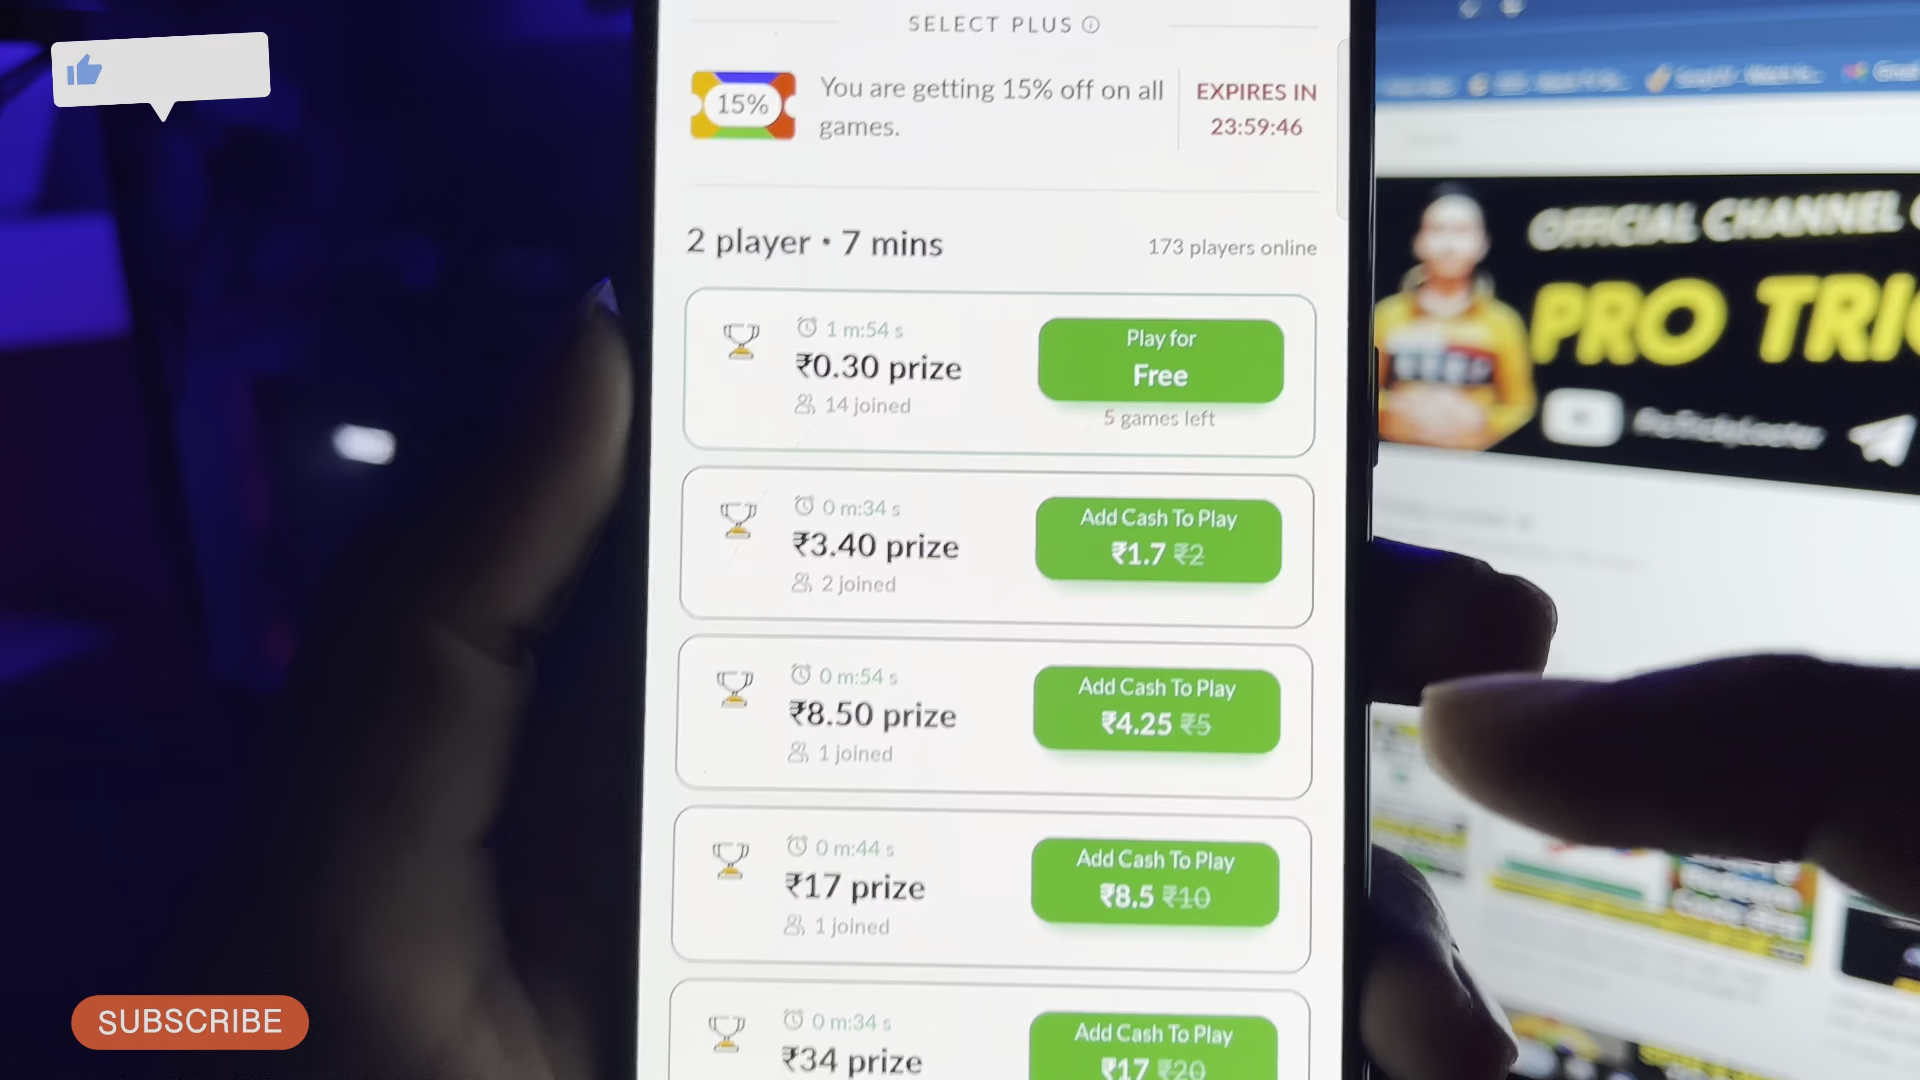 SELECT PLUS
15%
You are getting 15% off on all
games.
EXPIRES IN
23:59:46
2 player • 7 mins
173 players online
1 m:54 s
₹0.30 prize
14 joined
Play for
Free
5 games left
0 m:34 s
₹3.40 prize
2 joined
Add Cash To Play
₹1.7 ₹2
0 m:54 s
₹8.50 prize
1 joined
Add Cash To Play
₹4.25 ₹5
0 m:44 s
₹17 prize
1 joined
Add Cash To Play
₹8.5 ₹10
0 m:34 s
₹34 prize
Add Cash To Play
₹17 ₹20
OFFICIAL CHANNEL
PRO TRI
SUBSCRIBE